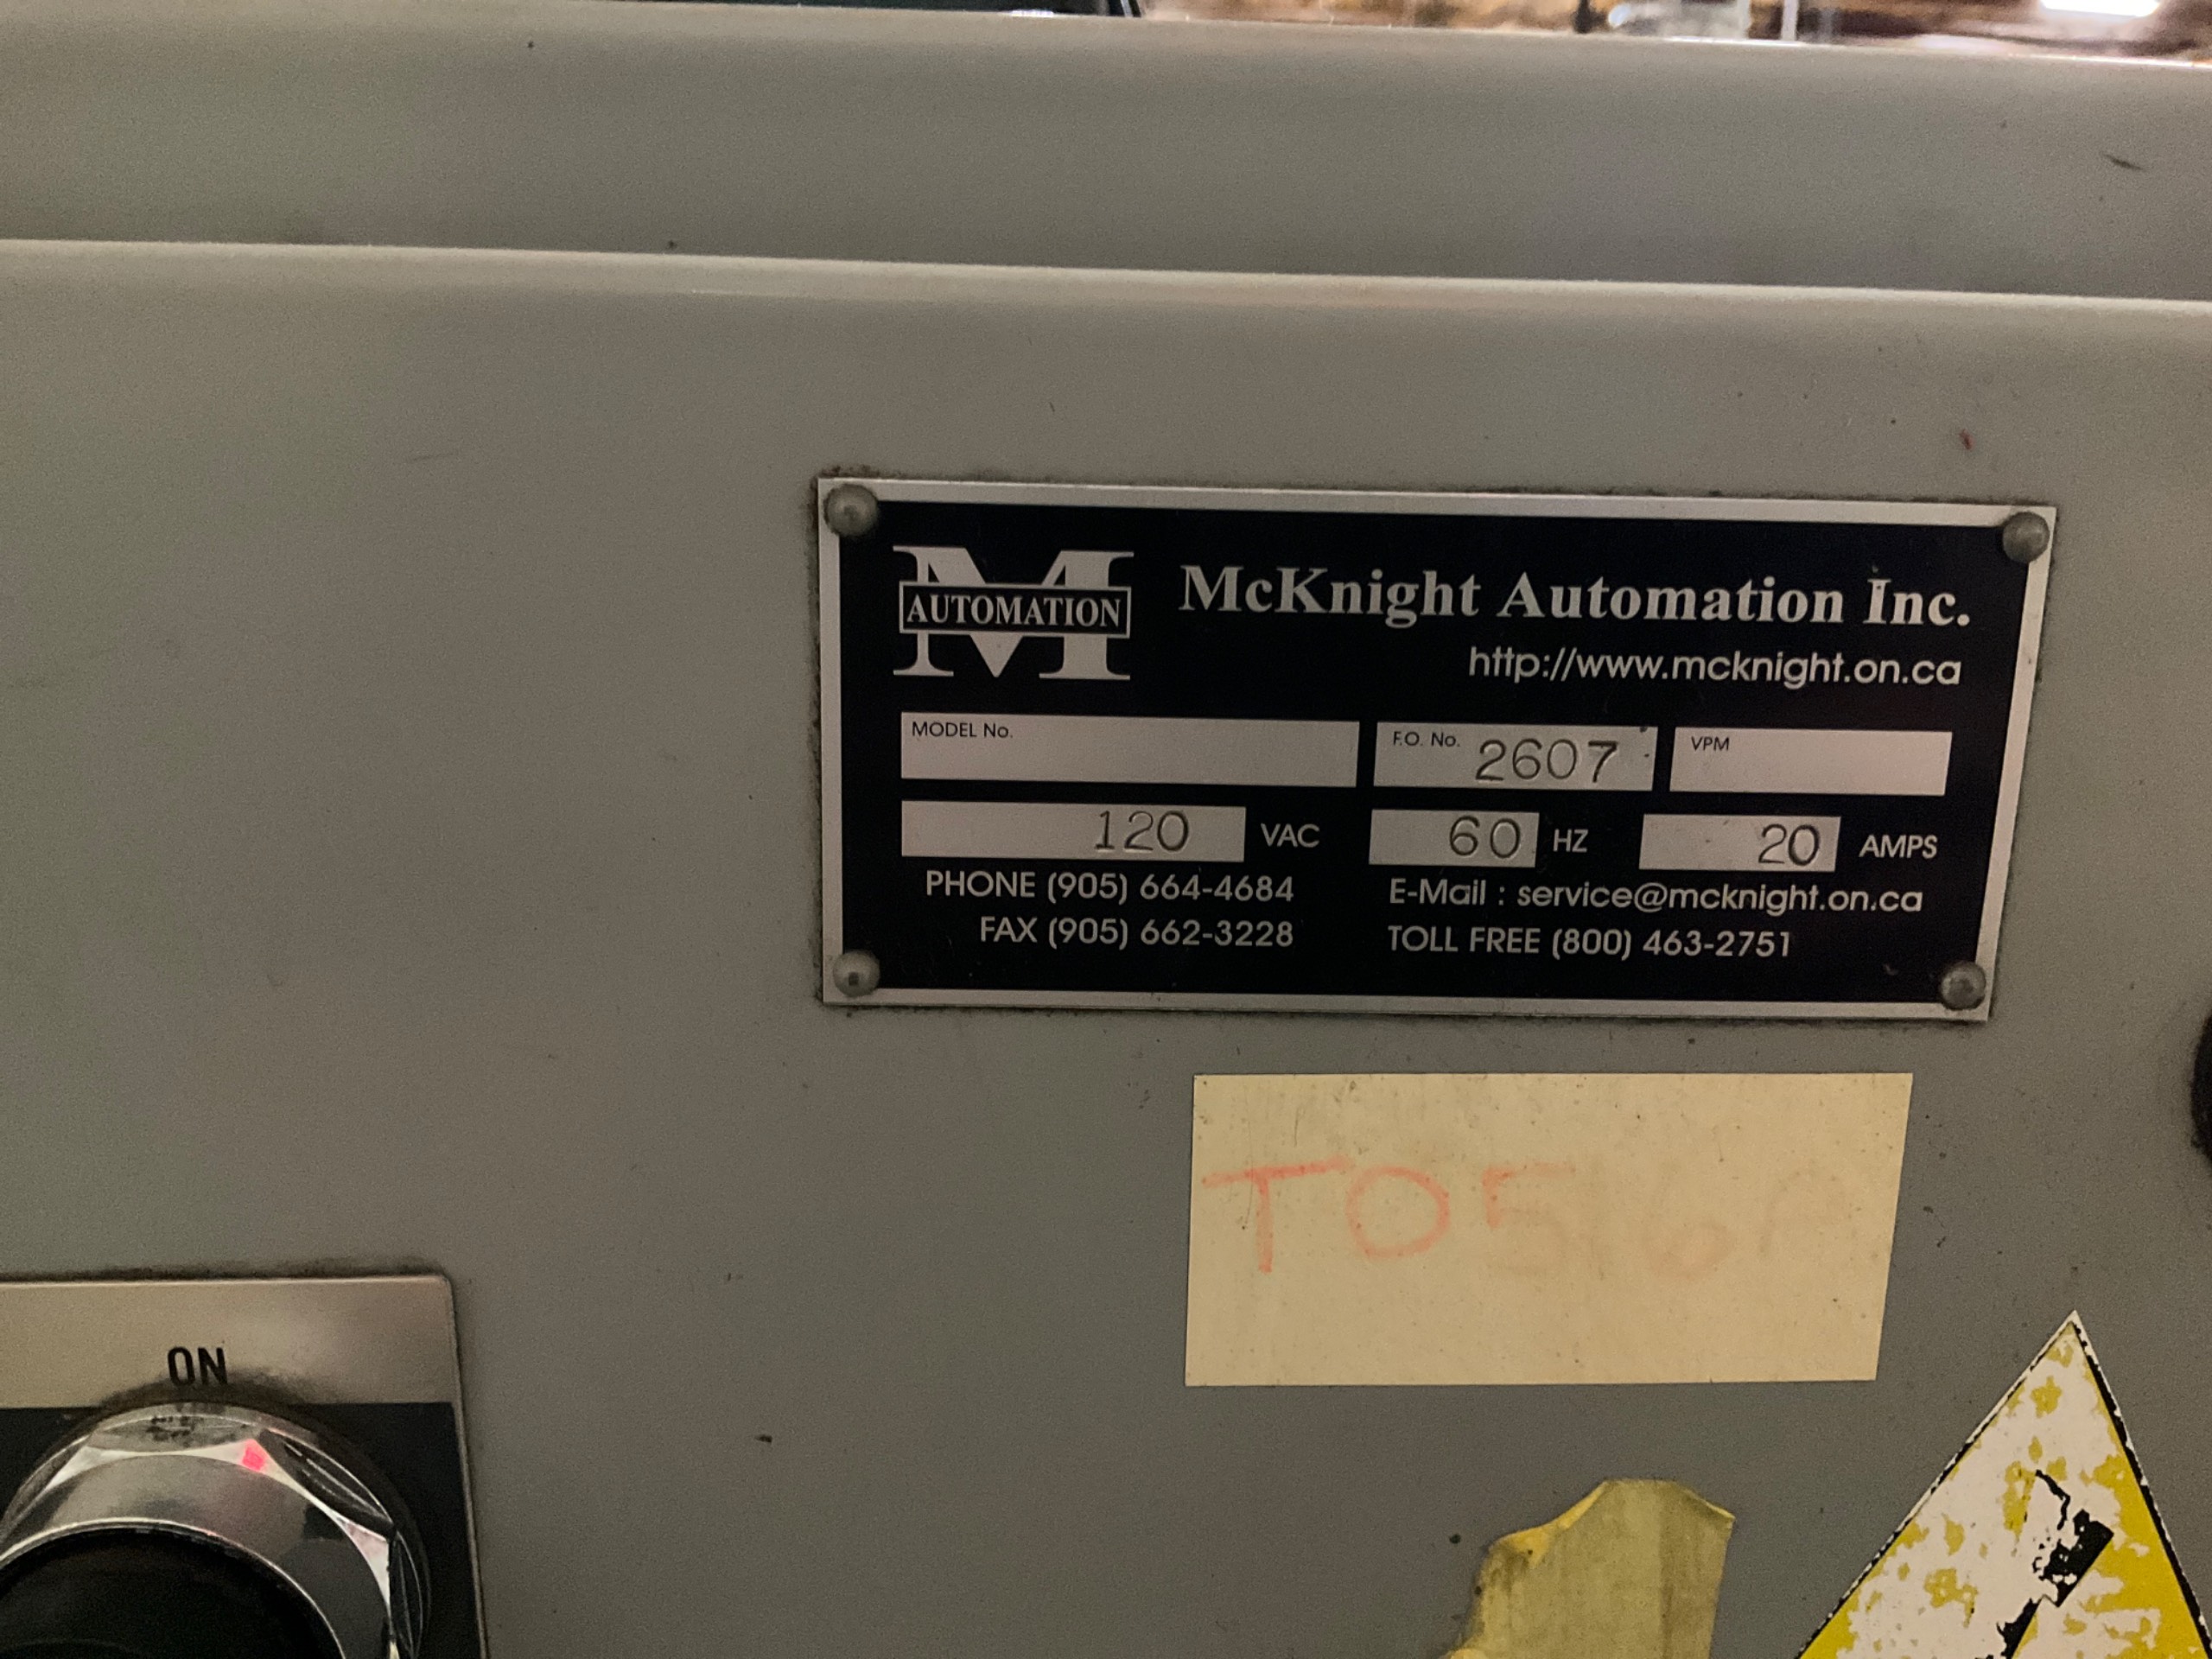 AUTOMATION
McKnight Automation Inc.
http://www.mcknight.on.ca
MODEL No.
F.O. No. 2607
VPM
120 VAC
60 HZ
20 AMPS
PHONE (905) 664-4684
E-Mail : service@mcknight.on.ca
FAX (905) 662-3228
TOLL FREE (800) 463-2751
ON